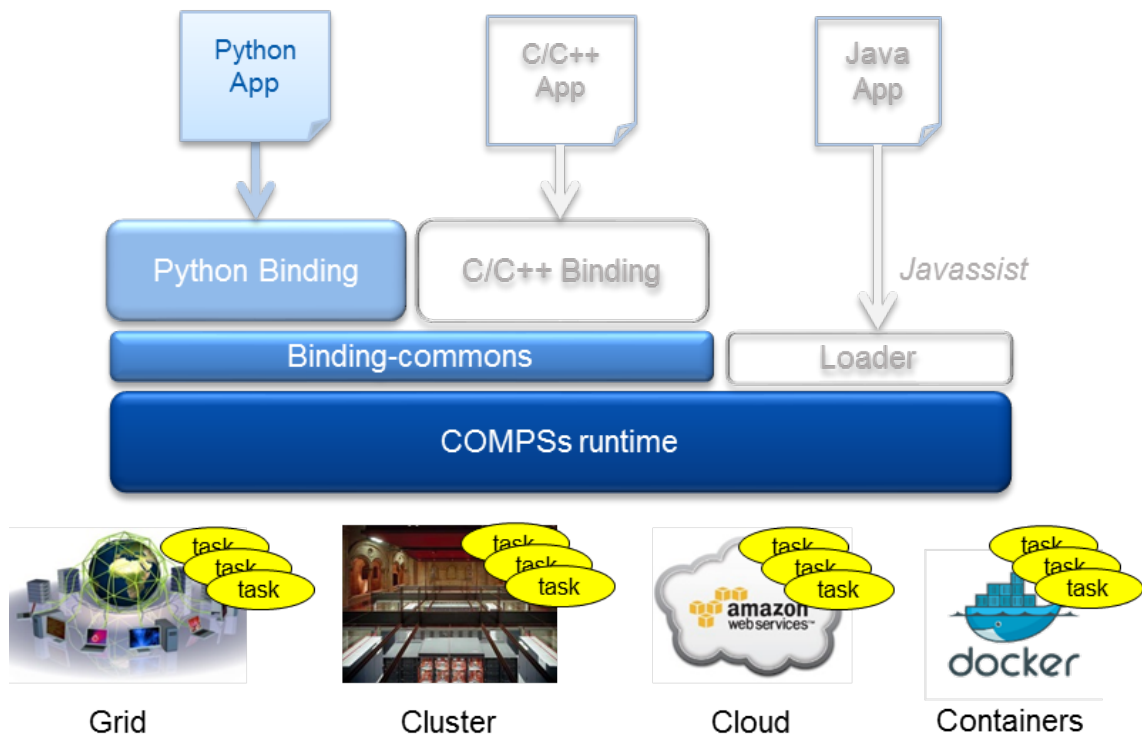 Python
App
C/C++
App
Java
App
Python Binding
C/C++ Binding
Javassist
Binding-commons
Loader
COMPSs runtime
task
task
task
task
task
task
task
task
task
task
task
task
amazon
web services™
docker
Grid
Cluster
Cloud
Containers